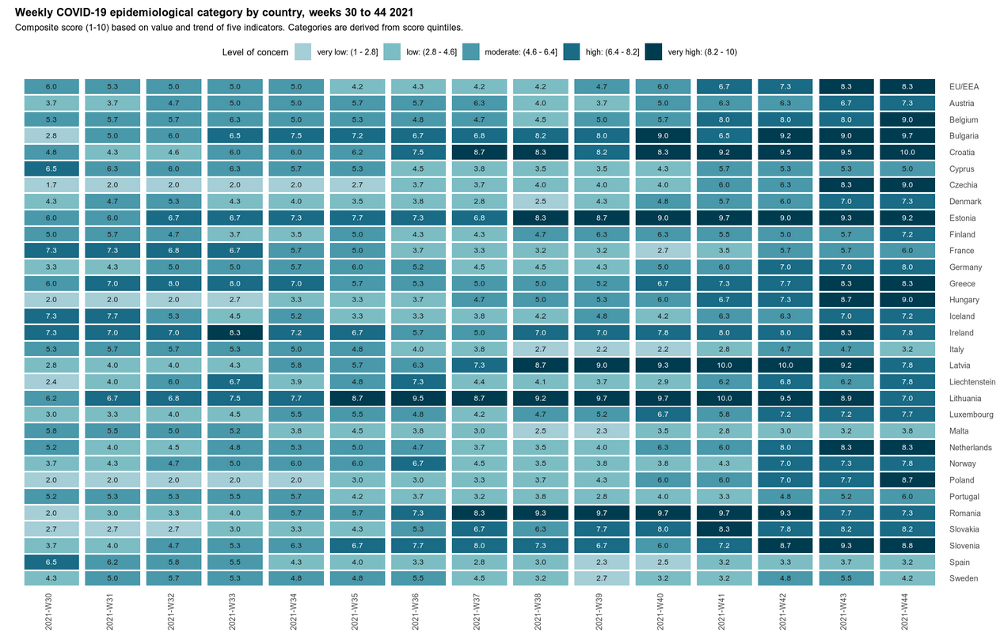 Weekly COVID-19 epidemiological category by country, weeks 30 to 44 2021
Composite score (1-10) based on value and trend of five indicators. Categories are derived from score quintiles.
Level of concern very low: (1 - 2.8] low: (2.8 - 4.6] moderate: (4.6 - 6.4] high: (6.4 - 8.2] very high: (8.2 - 10)
6.0 5.3 5.0 5.0 5.0 4.2 4.3 4.2 4.2 4.7 6.0 6.7 7.3 8.3 8.3 EU/EEA
3.7 3.7 4.7 5.0 5.0 5.7 5.7 6.3 4.0 3.7 5.0 6.3 6.3 6.7 7.3 Austria
5.3 5.7 5.7 6.3 5.0 5.3 4.8 4.7 4.5 5.0 5.7 8.0 8.0 8.0 9.0 Belgium
2.8 5.0 6.0 6.5 7.5 7.2 6.7 6.8 8.2 8.0 9.0 6.5 9.2 9.0 9.7 Bulgaria
4.8 4.3 4.6 6.0 6.0 6.2 7.5 8.7 8.3 8.2 8.3 9.2 9.5 9.5 10.0 Croatia
6.5 6.3 6.0 6.3 5.7 5.3 4.5 3.8 3.5 3.5 4.3 5.7 5.3 5.3 5.0 Cyprus
1.7 2.0 2.0 2.0 2.0 2.7 3.7 3.7 4.0 4.0 4.0 6.0 6.3 8.3 9.0 Czechia
4.3 4.7 5.3 4.3 4.0 3.5 3.8 2.8 2.5 4.3 4.8 5.7 6.0 7.0 7.3 Denmark
6.0 6.0 6.7 6.7 7.3 7.7 7.3 6.8 8.3 8.7 9.0 9.7 9.0 9.3 9.2 Estonia
5.0 5.7 4.7 3.7 3.5 5.0 4.3 4.3 4.7 6.3 6.3 5.5 5.0 5.7 7.2 Finland
7.3 7.3 6.8 6.7 5.7 5.0 3.7 3.3 3.2 3.2 2.7 3.5 5.7 5.7 6.0 France
3.3 4.3 5.0 5.0 5.7 6.0 5.2 4.5 4.5 4.3 5.0 6.0 7.0 7.0 8.0 Germany
6.0 7.0 8.0 8.0 7.0 5.7 5.3 5.0 5.0 5.2 6.7 7.3 7.7 8.3 8.3 Greece
2.0 2.0 2.0 2.7 3.3 3.3 3.7 4.7 5.0 5.3 6.0 6.7 7.3 8.7 9.0 Hungary
7.3 7.7 5.3 4.5 5.2 3.3 3.3 3.8 4.2 4.8 4.2 6.3 6.3 7.0 7.2 Iceland
7.3 7.0 7.0 8.3 7.2 6.7 5.7 5.0 7.0 7.0 7.8 8.0 8.0 8.3 7.8 Ireland
5.3 5.7 5.7 5.3 5.0 4.8 4.0 3.8 2.7 2.2 2.2 2.8 4.7 4.7 3.2 Italy
2.8 4.0 4.0 4.3 5.8 5.7 6.3 7.3 8.7 9.0 9.3 10.0 10.0 9.2 7.8 Latvia
2.4 4.0 6.0 6.7 3.9 4.8 7.3 4.4 4.1 3.7 2.9 6.2 6.8 6.2 7.8 Liechtenstein
6.2 6.7 6.8 7.5 7.7 8.7 9.5 8.7 9.2 9.7 9.7 10.0 9.5 8.9 7.0 Lithuania
3.0 3.3 4.0 4.5 5.5 5.5 4.8 4.2 4.7 5.2 6.7 5.8 7.2 7.2 7.7 Luxembourg
5.8 5.5 5.0 5.2 3.8 4.5 3.8 3.0 2.5 2.3 3.5 2.8 3.0 3.2 3.8 Malta
5.2 4.0 4.5 4.8 5.3 5.0 4.7 3.7 3.5 4.0 6.3 6.0 8.0 8.3 8.3 Netherlands
3.7 4.3 4.7 5.0 6.0 6.0 6.7 4.5 3.5 3.8 3.8 4.3 7.0 7.3 7.8 Norway
2.0 2.0 2.0 2.0 2.0 3.0 3.0 3.3 3.7 4.3 6.0 6.0 7.0 7.7 8.7 Poland
5.2 5.3 5.3 5.5 5.7 4.2 3.7 3.2 3.8 2.8 4.0 3.3 4.8 5.2 6.0 Portugal
2.0 3.0 3.3 4.0 5.7 5.7 7.3 8.3 9.3 9.7 9.7 9.7 9.3 7.7 7.3 Romania
2.7 2.7 2.7 3.0 3.3 4.3 5.3 6.7 6.3 7.7 8.0 8.3 7.8 8.2 8.2 Slovakia
3.7 4.0 4.7 5.3 6.3 6.7 7.7 8.0 7.3 6.7 6.0 7.2 8.7 9.3 8.8 Slovenia
6.5 6.2 5.8 5.5 4.3 4.0 3.3 2.8 3.0 2.3 2.5 3.2 3.3 3.7 3.2 Spain
4.3 5.0 5.7 5.3 4.8 4.8 5.5 4.5 3.2 2.7 3.2 3.2 4.8 5.5 4.2 Sweden
2021-W30 2021-W31 2021-W32 2021-W33 2021-W34 2021-W35 2021-W36 2021-W37 2021-W38 2021-W39 2021-W40 2021-W41 2021-W42 2021-W43 2021-W44